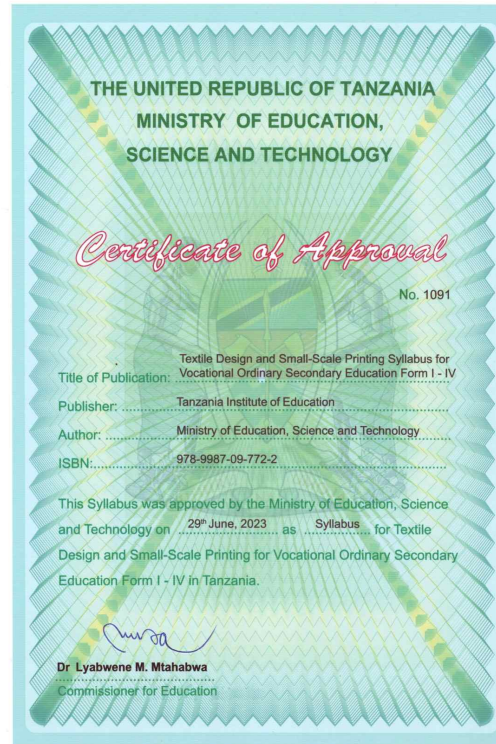 THE UNITED REPUBLIC OF TANZANIA
MINISTRY OF EDUCATION,
SCIENCE AND TECHNOLOGY
Certificate of Approval
No. 1091
Title of Publication: Textile Design and Small-Scale Printing Syllabus for
Vocational Ordinary Secondary Education Form I - IV
Publisher: Tanzania Institute of Education
Author: Ministry of Education, Science and Technology
ISBN: 978-9987-09-772-2
This Syllabus was approved by the Ministry of Education, Science
and Technology on 29th June, 2023 as Syllabus for Textile
Design and Small-Scale Printing for Vocational Ordinary Secondary
Education Form I - IV in Tanzania.
Dr Lyabwene M. Mtahabwa
Commissioner for Education